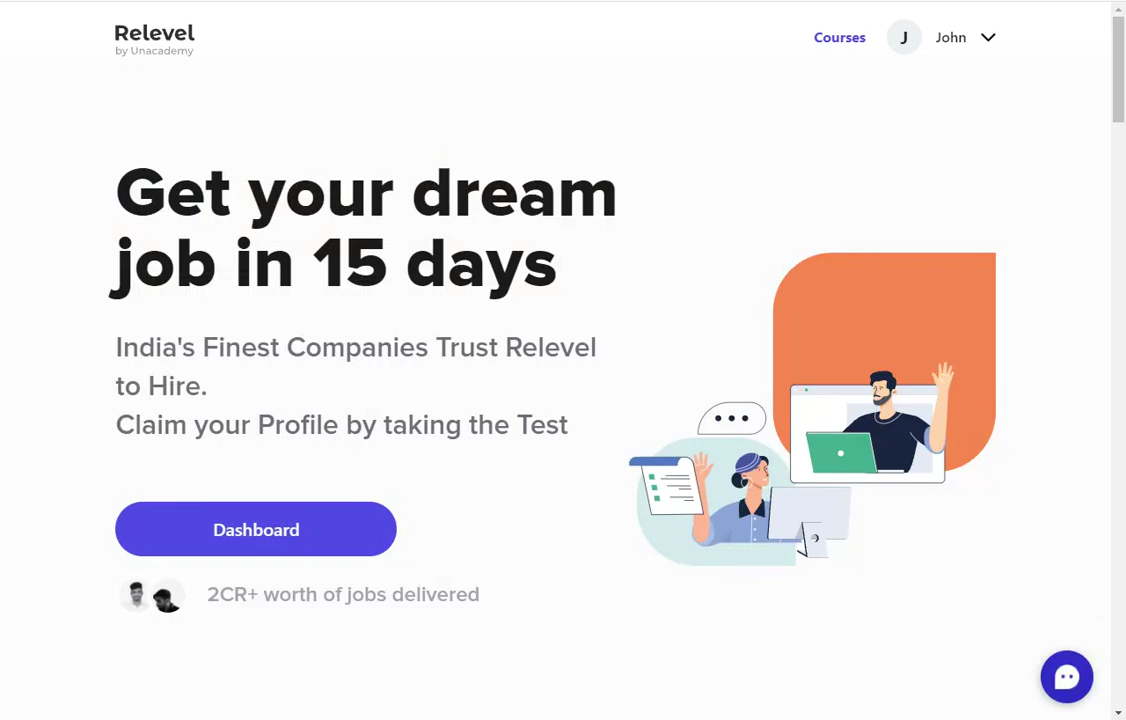 Relevel
by Unacademy
Courses
J
John
Get your dream
job in 15 days
India's Finest Companies Trust Relevel
to Hire.
Claim your Profile by taking the Test
Dashboard
2CR+ worth of jobs delivered